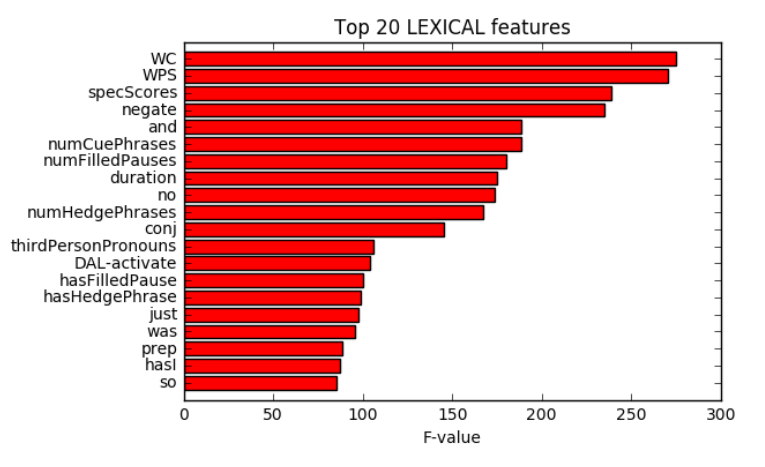 Top 20 LEXICAL features
WC
WPS
specScores
negate
and
numCuePhrases
numFilledPauses
duration
no
numHedgePhrases
conj
thirdPersonPronouns
DAL-activate
hasFilledPause
hasHedgePhrase
just
was
prep
hasI
so
0 50 100 150 200 250 300
F-value